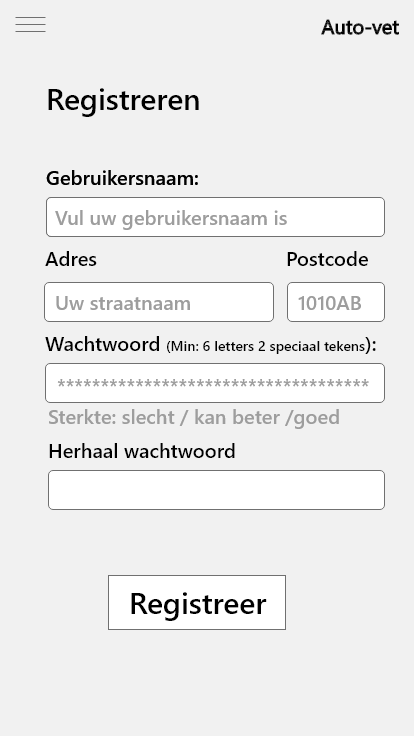 Auto-vet
Registreren
Gebruikersnaam:
Vul uw gebruikersnaam is
Adres Postcode
Uw straatnaam 1010AB
Wachtwoord (Min: 6 letters 2 speciaal tekens):
************************************
Sterkte: slecht / kan beter /goed
Herhaal wachtwoord
Registreer